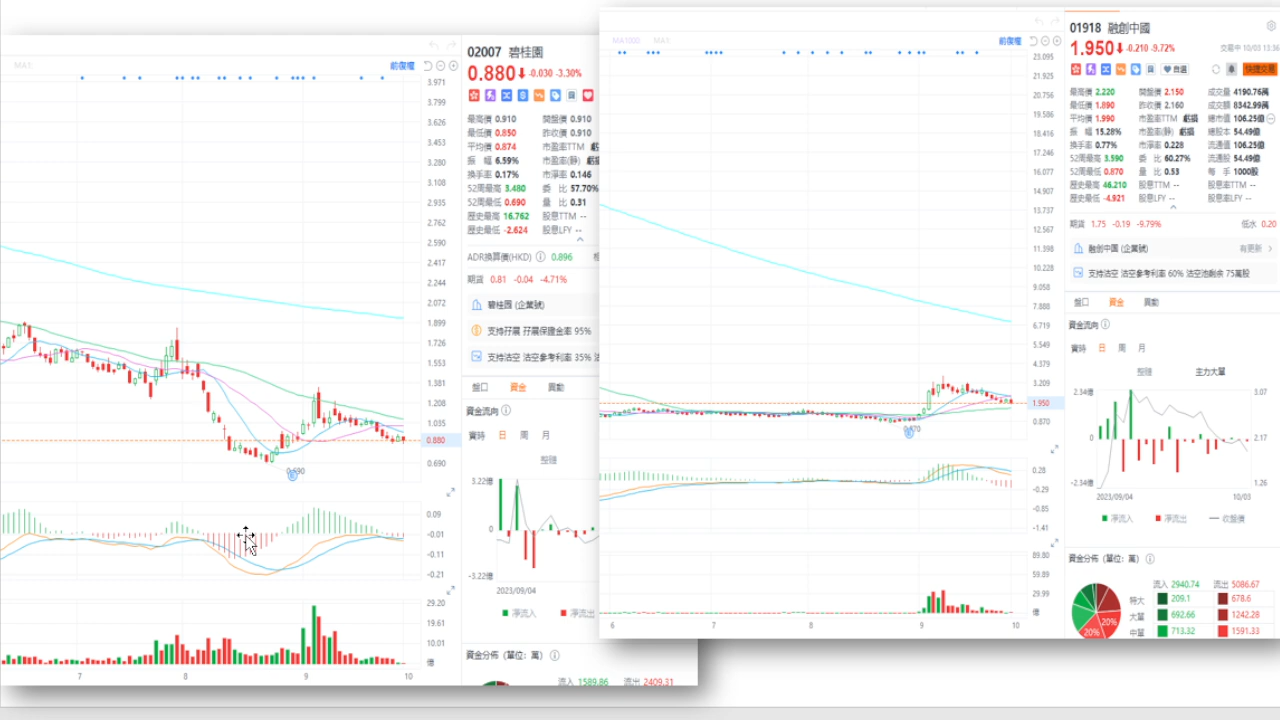 02007 碧桂園
0.880 -0.030 -3.30%
前復權
3.971
3.799
3.626
3.453
3.280
3.108
2.935
2.762
2.590
2.417
2.244
2.072
1.899
1.726
1.553
1.381
1.208
1.035
0.880
0.690
0.09
-0.01
-0.11
-0.21
29.20
19.61
10.01
億
7 8 9 10
最高價 0.910 開盤價 0.910
最低價 0.850 昨收價 0.910
平均價 0.874 市盈率TTM
振 幅 6.59% 市盈率(靜)
換手率 0.17% 市淨率 0.146
52周最高 3.480 委 比 57.70%
52周最低 0.690 量 比 0.31
歷史最高 16.762 股息TTM --
歷史最低 -2.624 股息LFY --
ADR換算價(HKD) 0.896
期貨 0.81 -0.04 -4.71%
碧桂园 (企業號)
支持孖展 孖展保證金率 95%
支持沽空 沽空參考利率 35%
盤口 資金 異動
資金流向
實時 日 周 月
整體
3.22億
0
-3.22億
2023/09/04
淨流入 淨流出
資金分佈 (單位：萬)
流入 1589.86 流出 2409.31
01918 融創中國
1.950 -0.210 -9.72% 交易中 10/03 13:36
自選 快捷交易
MA1000
前復權
23.095
21.925
20.756
19.586
18.416
17.246
16.077
14.907
13.737
12.567
11.398
10.228
9.058
7.888
6.719
5.549
4.379
3.209
1.950
0.870
0.28
-0.29
-0.85
-1.41
89.80
59.89
29.99
億
6 7 8 9 10
最高價 2.220 開盤價 2.150 成交量 4190.76萬
最低價 1.890 昨收價 2.160 成交額 8342.99萬
平均價 1.990 市盈率TTM 虧損 總市值 106.25億
振 幅 15.28% 市盈率(靜) 虧損 總股本 54.49億
換手率 0.77% 市淨率 0.228 流通值 106.25億
52周最高 3.590 委 比 60.27% 流通股 54.49億
52周最低 0.870 量 比 0.53 每 手 1000股
歷史最高 46.210 股息TTM -- 股息率TTM --
歷史最低 -4.921 股息LFY -- 股息率LFY --
期貨 1.75 -0.19 -9.79% 低水 0.20
融創中国 (企業號) 有更新
支持沽空 沽空參考利率 60% 沽空池剩余 75萬股
盤口 資金 異動
資金流向
實時 日 周 月
整體 主力大單
2.34億 3.07
0 2.17
-2.34億 1.26
2023/09/04 10/03
淨流入 淨流出 收盤價
資金分佈 (單位：萬)
流入 2940.74 流出 5086.67
特大 209.1 678.6
大單 692.66 1242.28
中單 713.32 1591.33
20%
20%